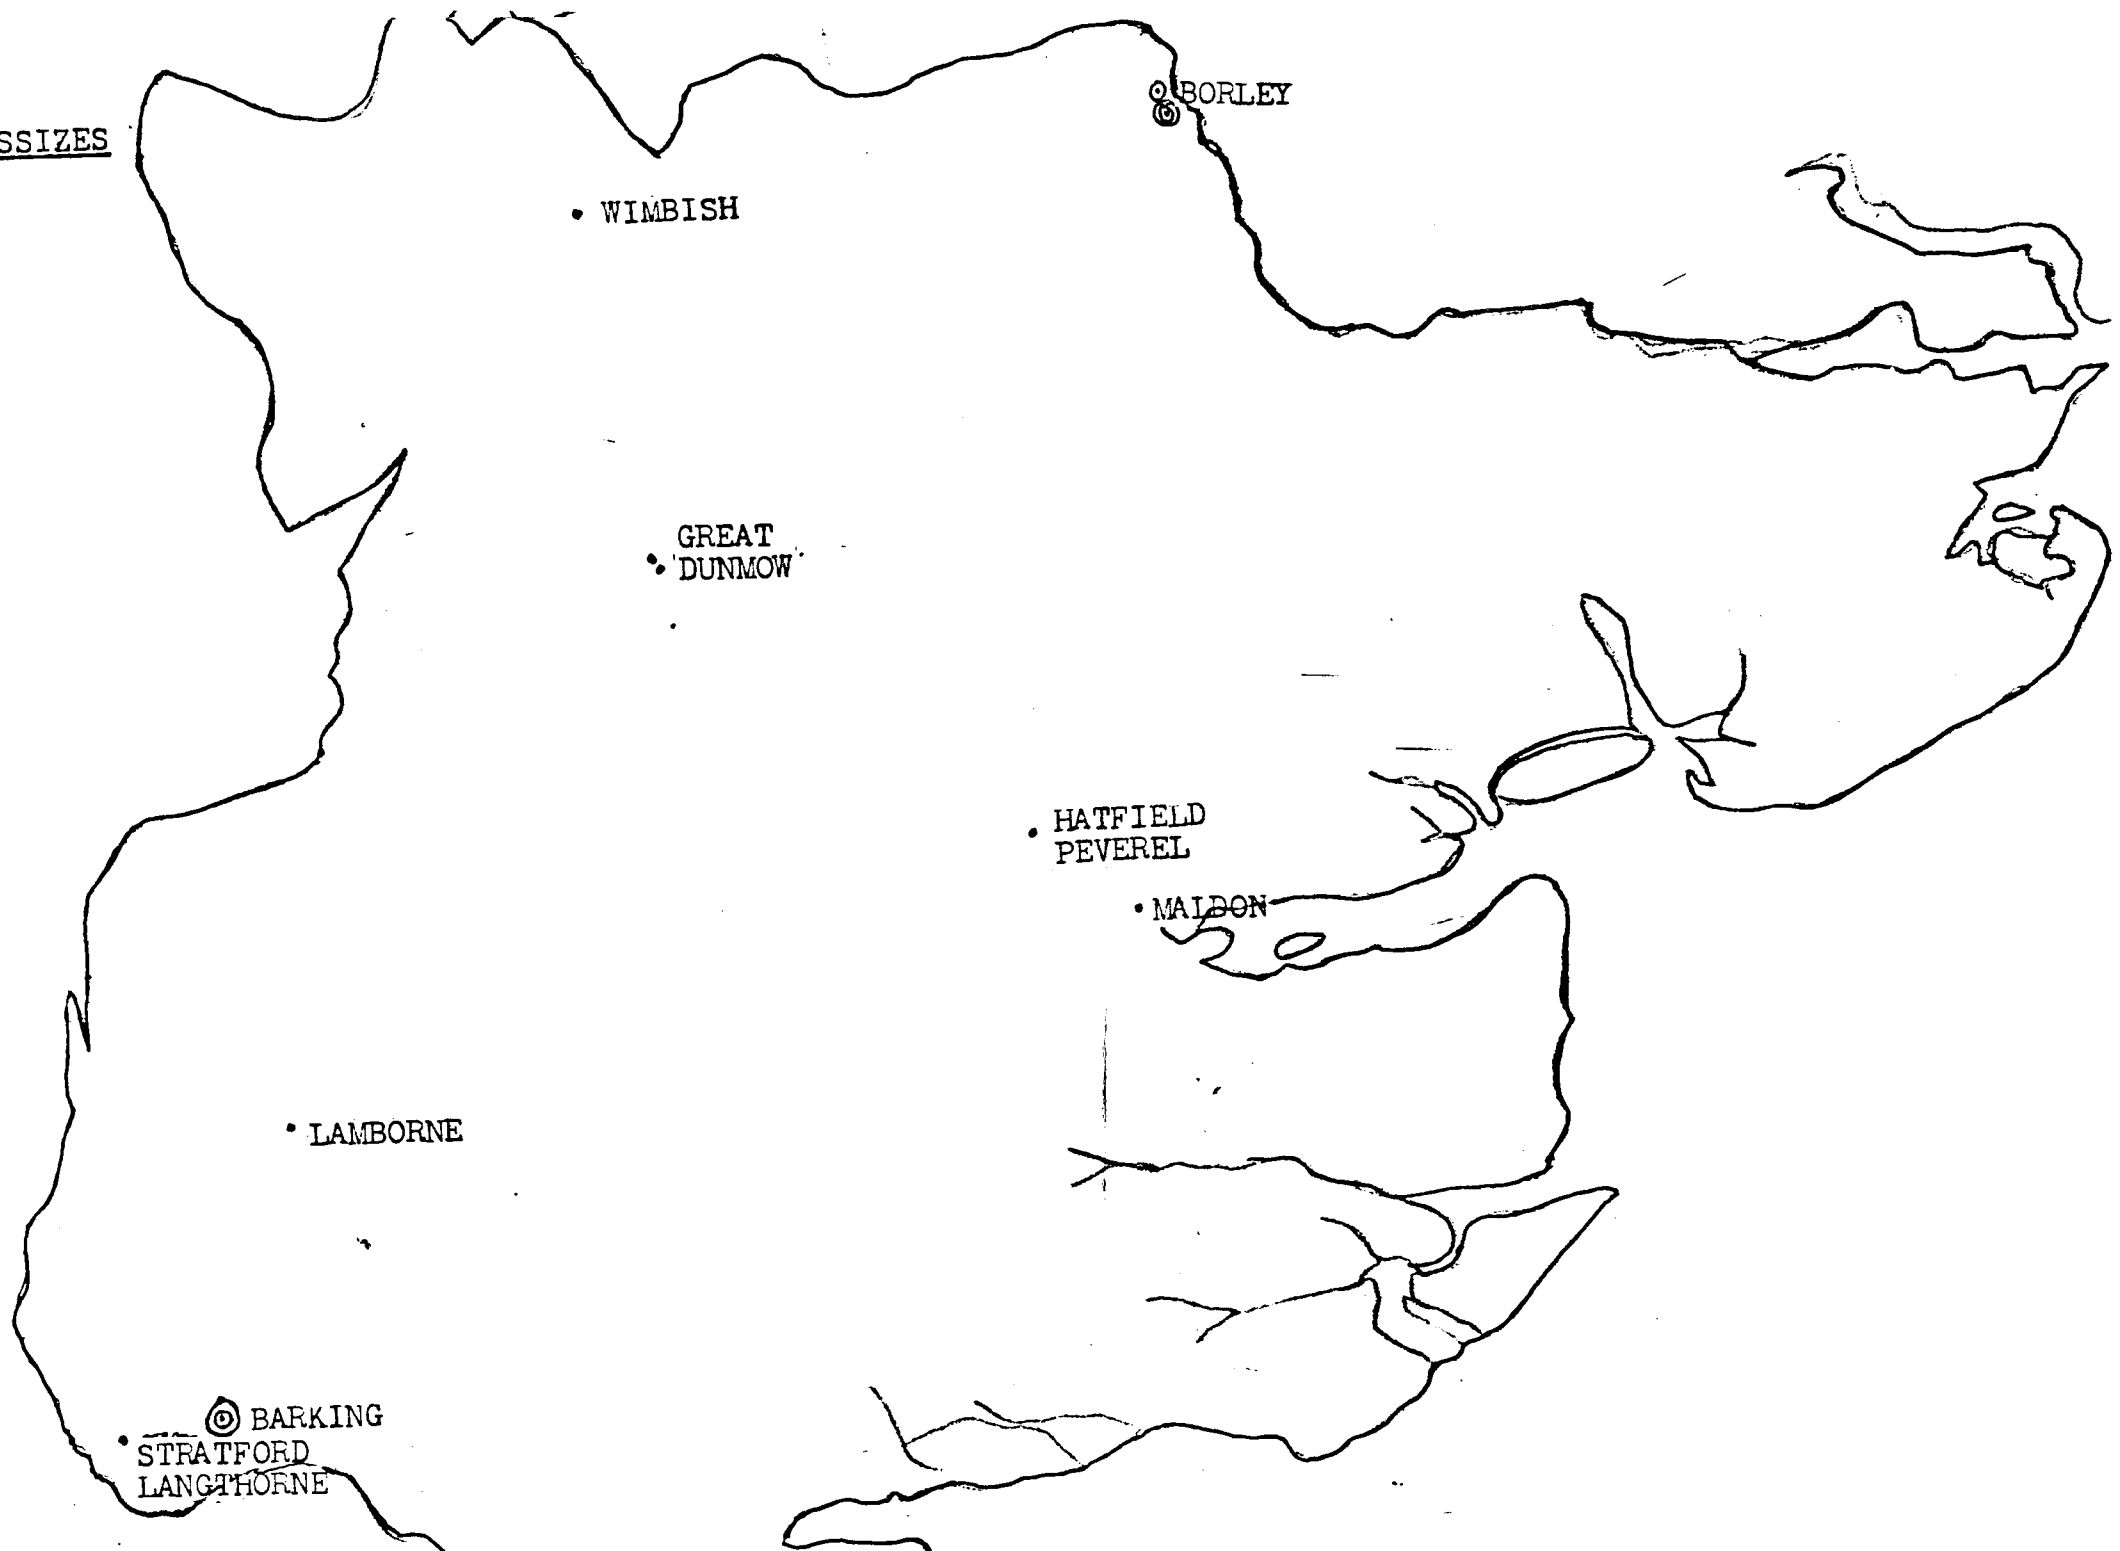 SSIZES
BORLEY
WIMBISH
GREAT
DUNMOW
HATFIELD
PEVEREL
MALDON
LAMBORNE
BARKING
STRATFORD
LANGTHORNE